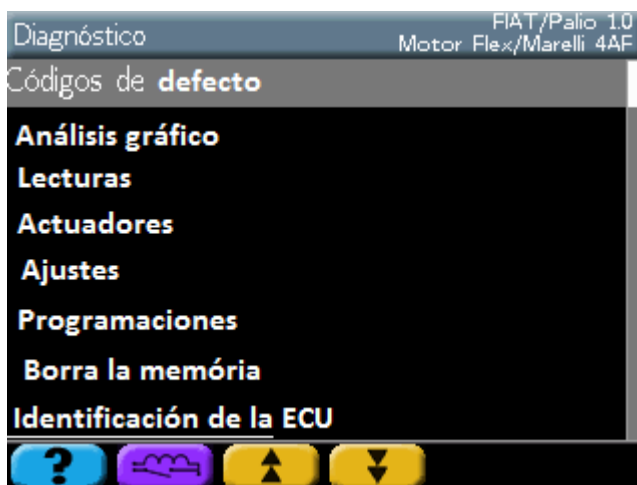 Diagnóstico
FIAT/Palio 1.0
Motor Flex/Marelli 4AF
Códigos de defecto
Análisis gráfico
Lecturas
Actuadores
Ajustes
Programaciones
Borra la memória
Identificación de la ECU
?